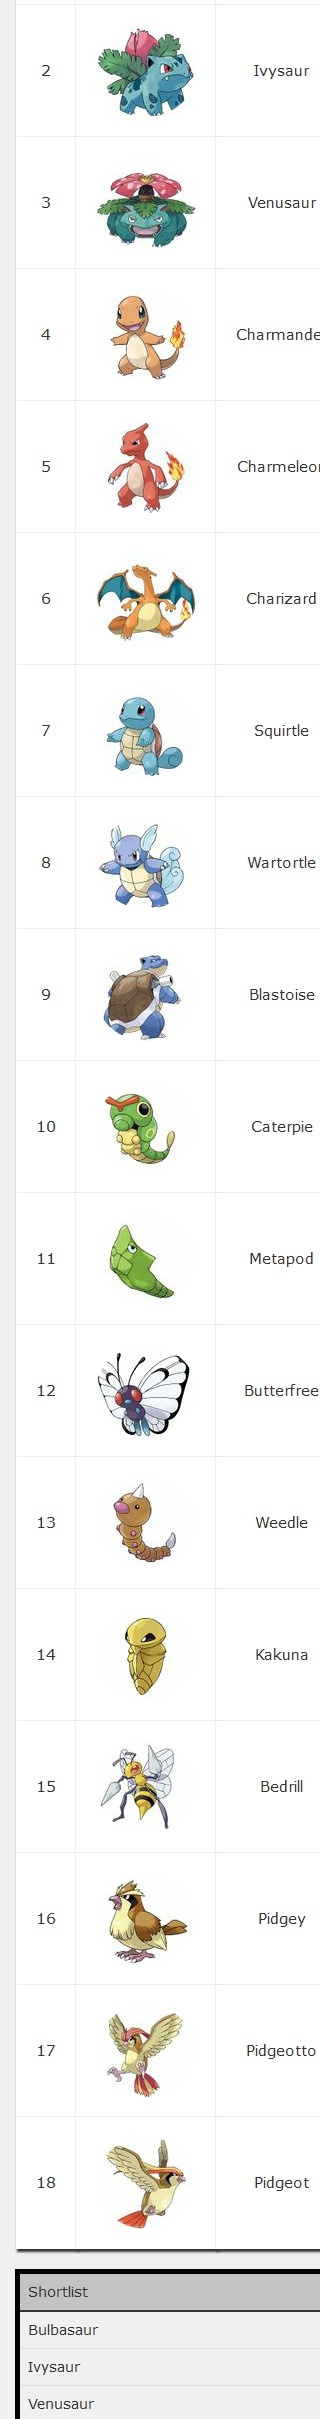 2 Ivysaur
3 Venusaur
4 Charmande
5 Charmeleon
6 Charizard
7 Squirtle
8 Wartortle
9 Blastoise
10 Caterpie
11 Metapod
12 Butterfree
13 Weedle
14 Kakuna
15 Bedrill
16 Pidgey
17 Pidgeotto
18 Pidgeot
Shortlist
Bulbasaur
Ivysaur
Venusaur